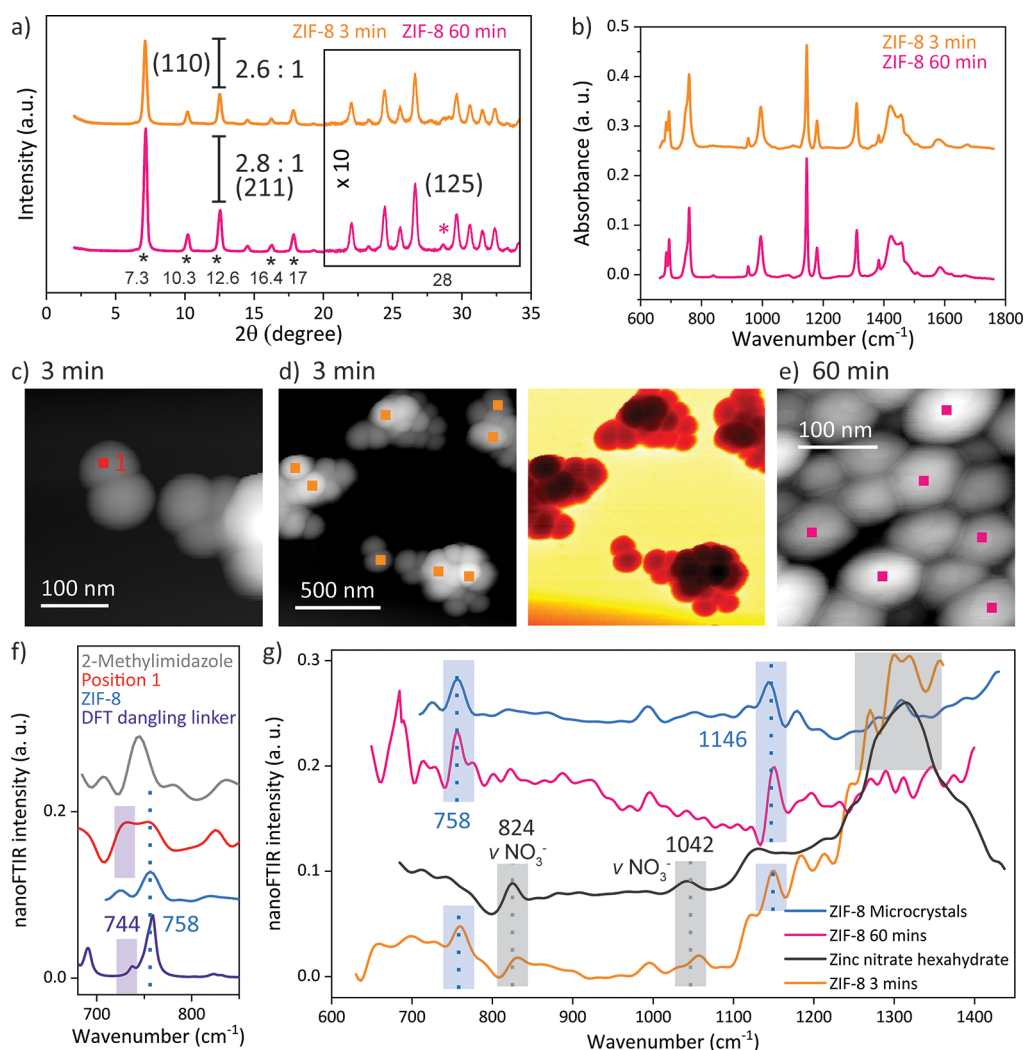 a)
ZIF-8 3 min ZIF-8 60 min
(110)
2.6 : 1
2.8 : 1
(211)
x 10
(125)
*
* * * * *
7.3 10.3 12.6 16.4 17 28
Intensity (a.u.)
0 5 10 15 20 25 30 35
2θ (degree)
b)
ZIF-8 3 min
ZIF-8 60 min
0.5
0.4
0.3
0.2
0.1
0.0
Absorbance (a. u.)
600 800 1000 1200 1400 1600 1800
Wavenumber (cm⁻¹)
c) 3 min
1
100 nm
d) 3 min
500 nm
e) 60 min
100 nm
f)
2-Methylimidazole
Position 1
ZIF-8
DFT dangling linker
0.2
0.0
744
758
nanoFTIR intensity (a. u.)
700 800
Wavenumber (cm⁻¹)
g)
0.3
0.2
0.1
0.0
nanoFTIR intensity (a. u.)
758
1146
824
ν NO₃⁻
1042
ν NO₃⁻
ZIF-8 Microcrystals
ZIF-8 60 mins
Zinc nitrate hexahydrate
ZIF-8 3 mins
600 700 800 900 1000 1100 1200 1300 1400
Wavenumber (cm⁻¹)